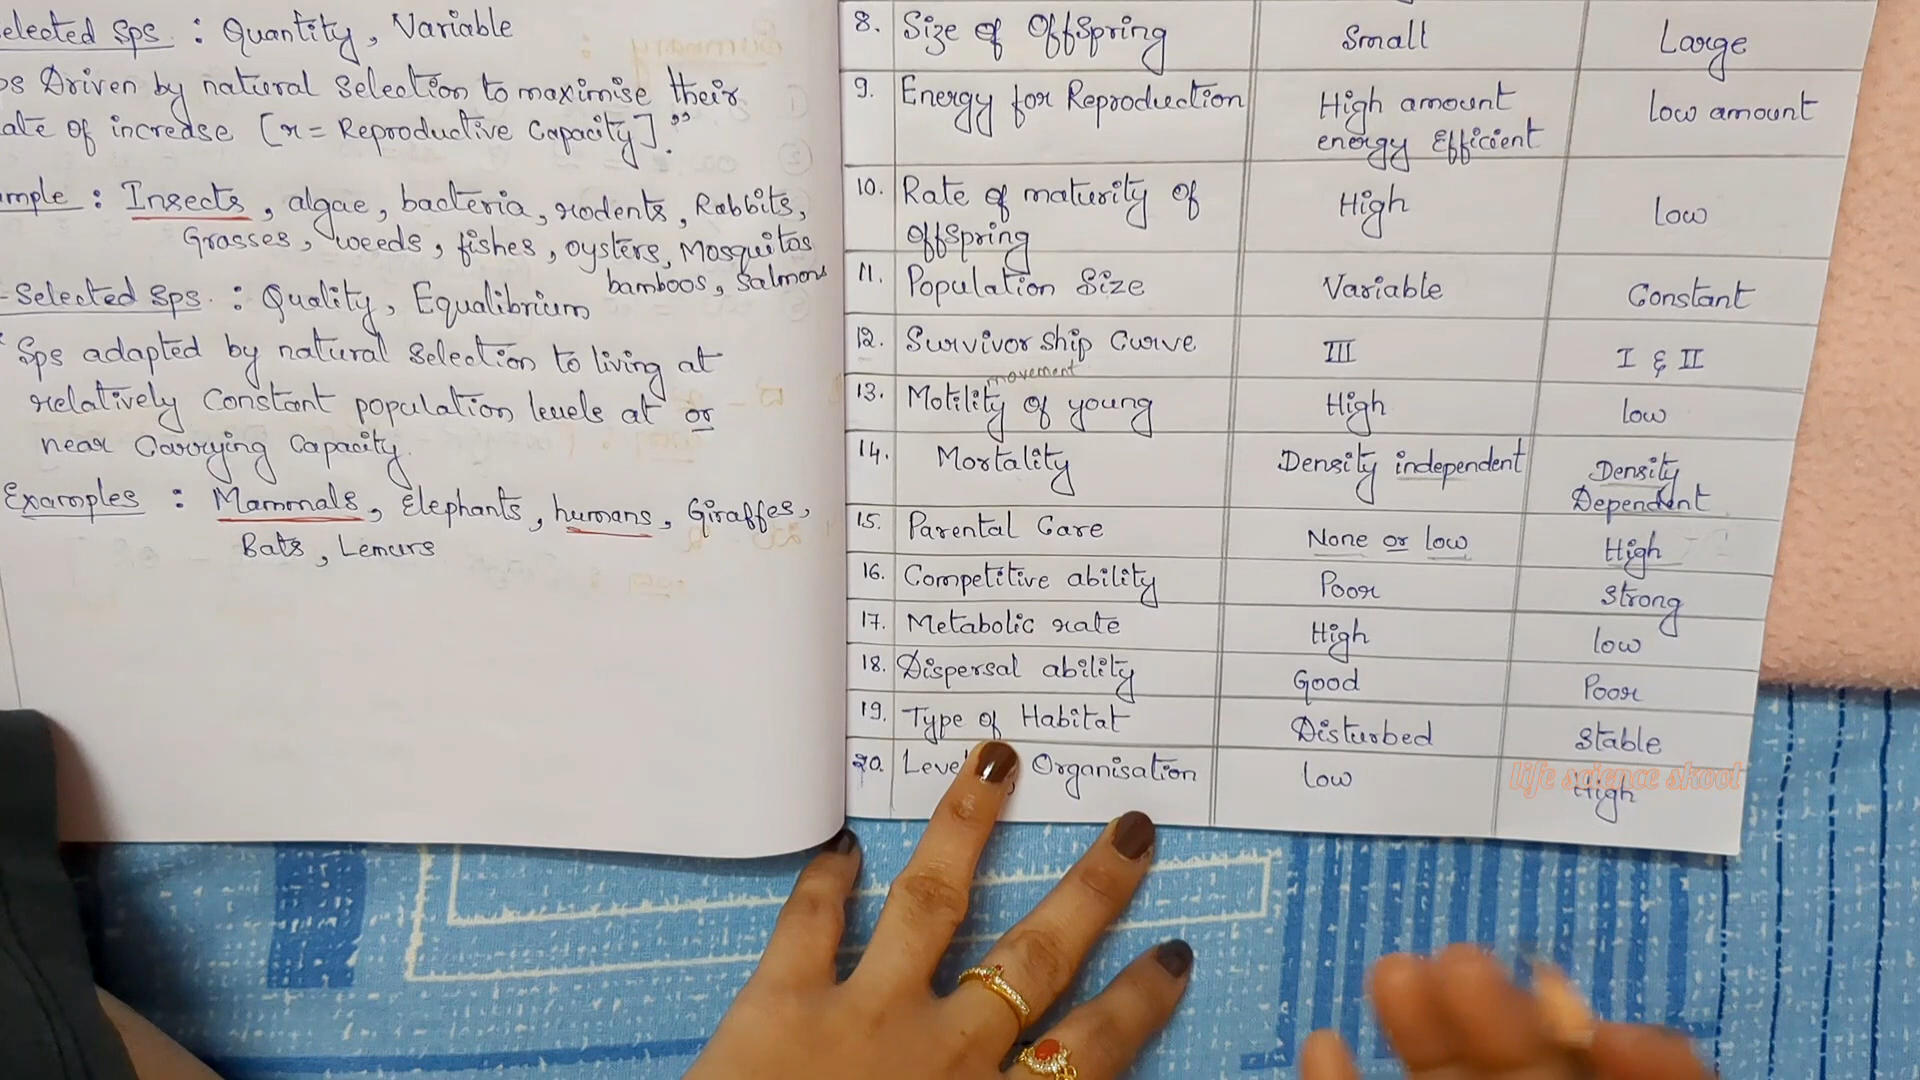 elected Sps : Quantity, Variable
Driven by natural selection to maximise their
ate of increase [r = Reproductive Capacity]."
mple : Insects, algae, bacteria, rodents, Rabbits,
Grasses, weeds, fishes, oysters, Mosquitos
bamboos, Salmons
-Selected Sps. : Quality, Equalibrium
Sps adapted by natural selection to living at
relatively Constant population levels at or
near Carrying Capacity.
Examples : Mammals, Elephants, humans, Giraffes,
Bats, Lemurs
8. Size of Offspring Small Large
9. Energy for Reproduction High amount low amount
energy Efficient
10. Rate of maturity of High low
offspring
11. Population Size Variable Constant
12. Survivor ship Curve III I & II
movement
13. Motility of young High low
14. Mortality Density independent Density
Dependent
15. Parental Care None or low High
16. Competitive ability Poor Strong
17. Metabolic rate High low
18. Dispersal ability Good Poor
19. Type of Habitat Disturbed Stable
20. Level Organisation low High
life science skool